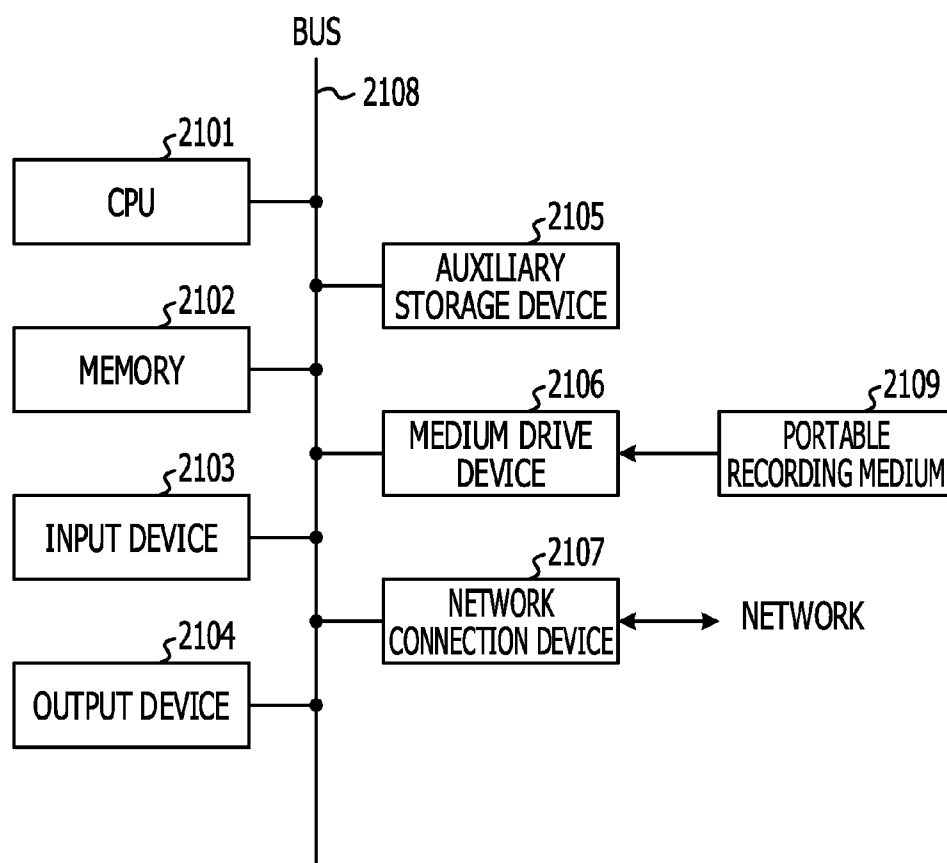 BUS
2108
2101
CPU
2105
AUXILIARY
STORAGE DEVICE
2102
MEMORY
2106
MEDIUM DRIVE
DEVICE
2109
PORTABLE
RECORDING MEDIUM
2103
INPUT DEVICE
2107
NETWORK
CONNECTION DEVICE
NETWORK
2104
OUTPUT DEVICE